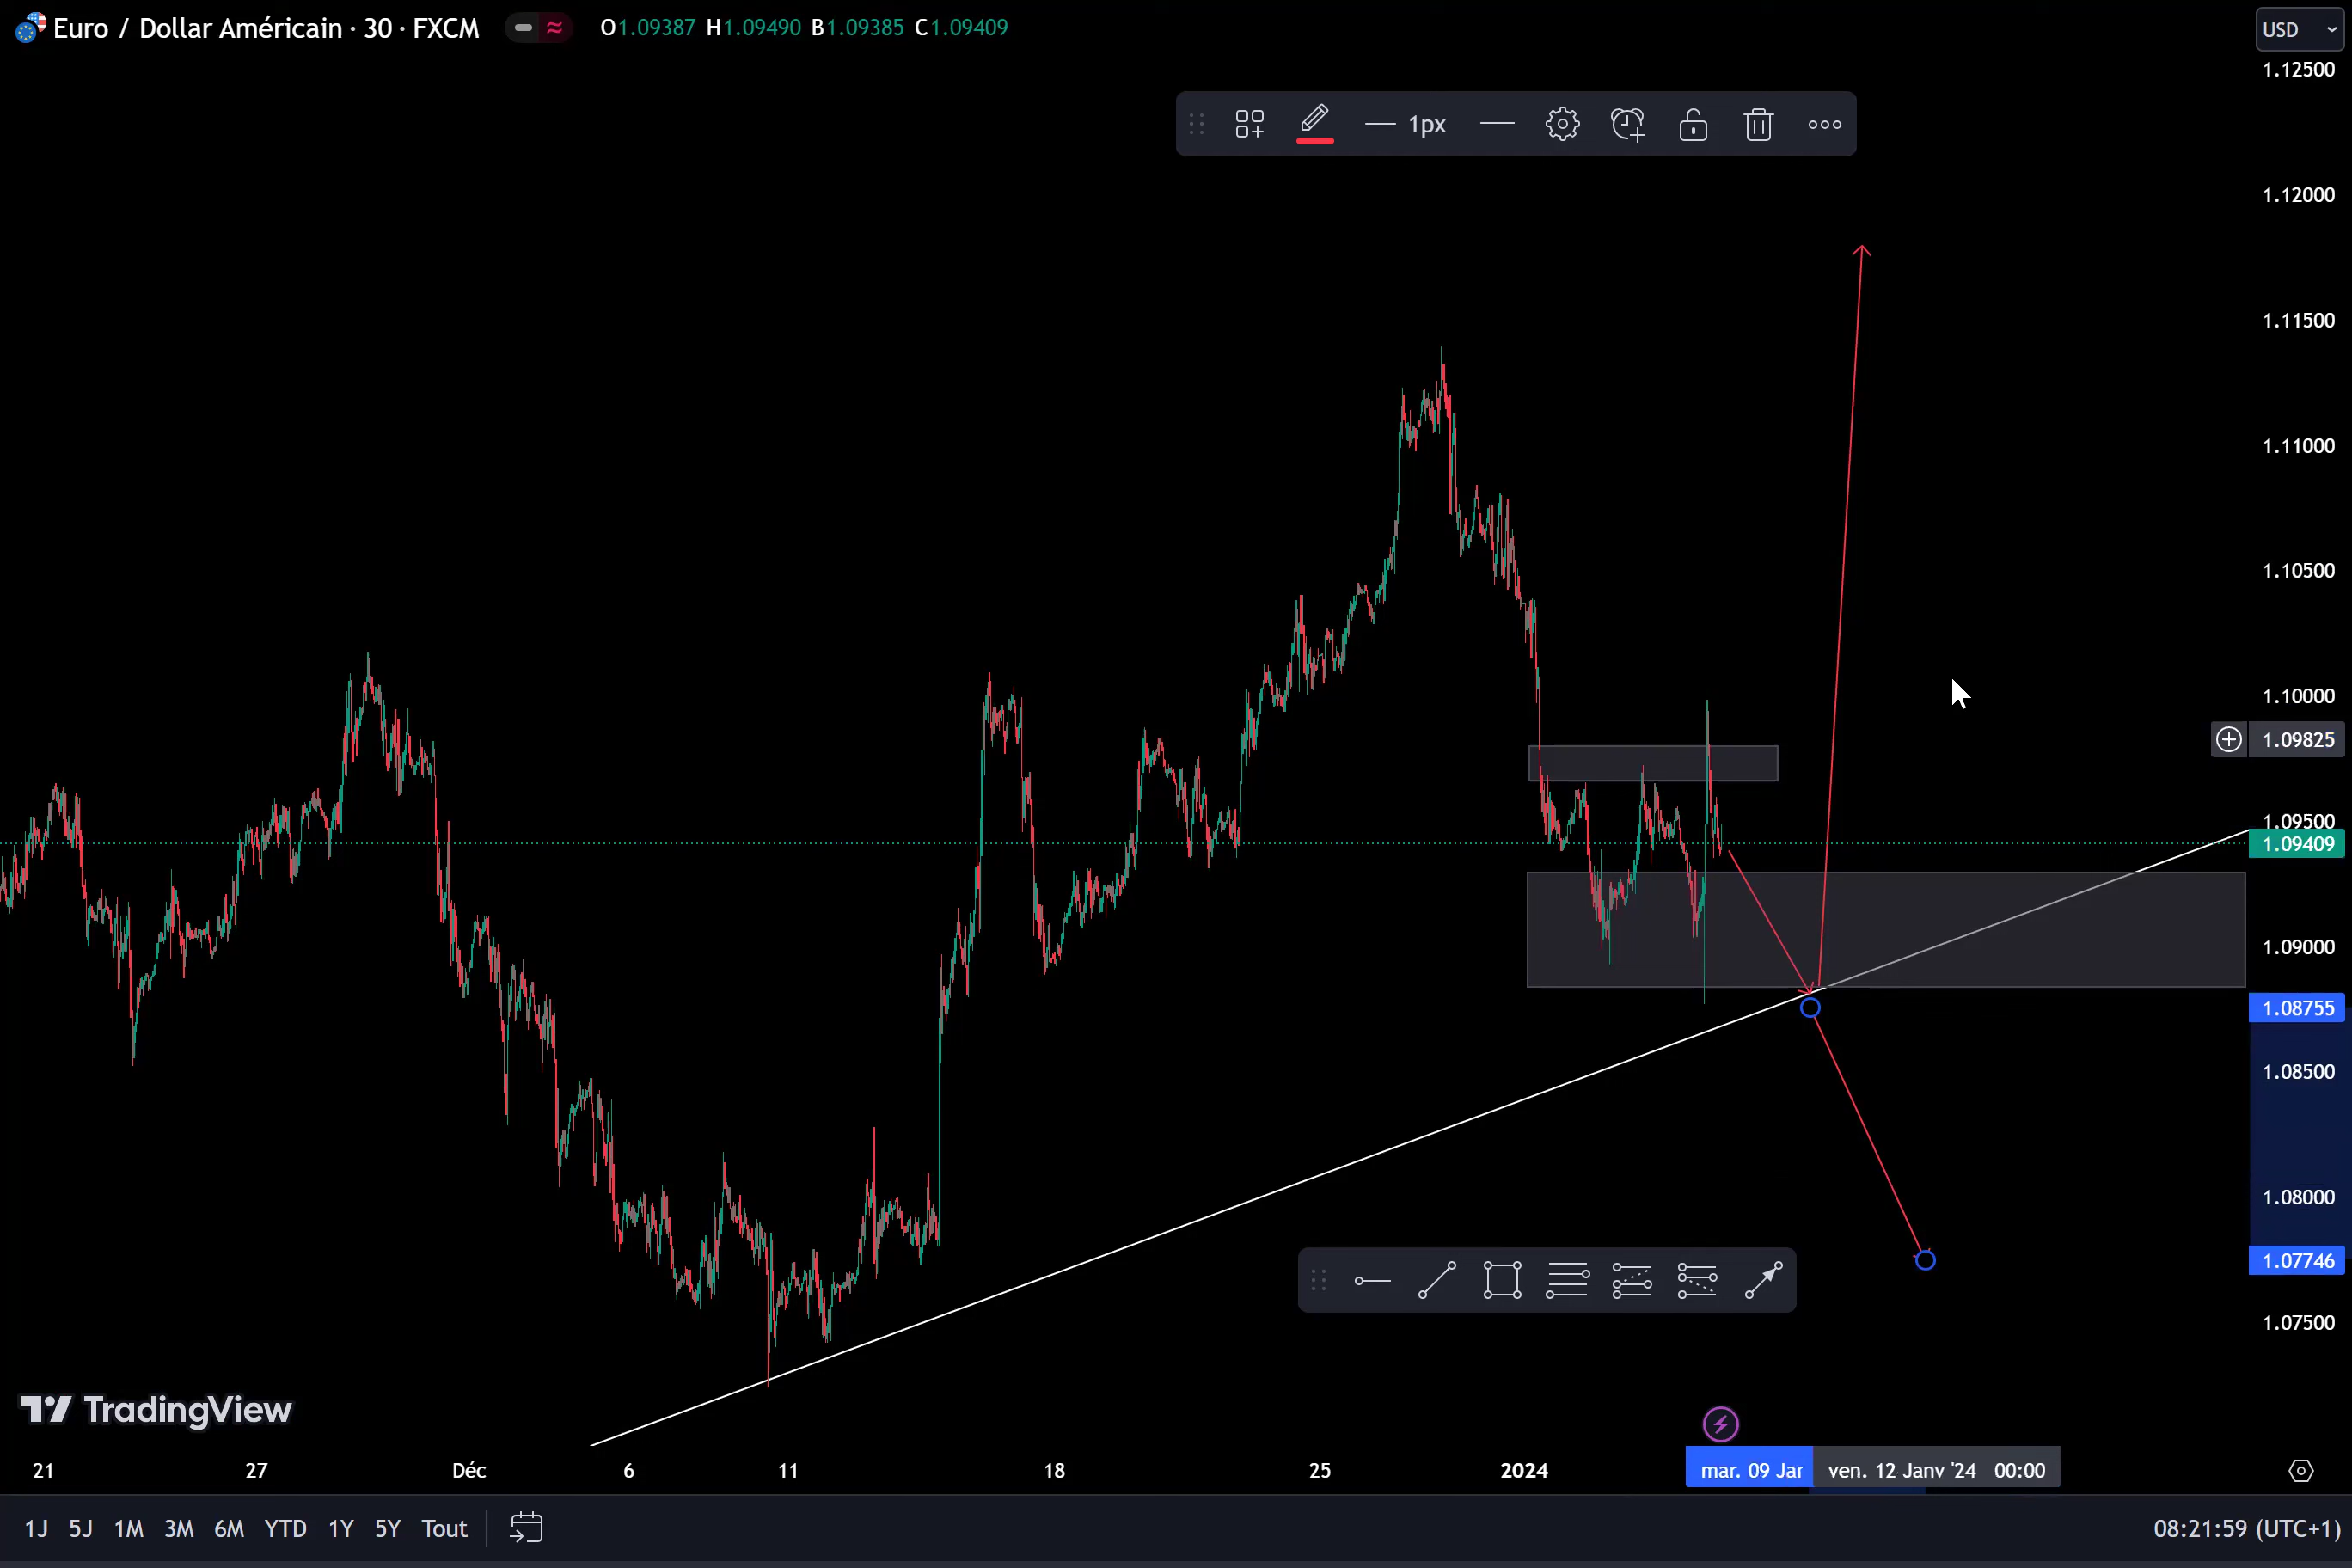 Euro / Dollar Américain · 30 · FXCM O1.09387 H1.09490 B1.09385 C1.09409
USD
1.12500
1px
1.12000
1.11500
1.11000
1.10500
1.10000
1.09825
1.09500
1.09409
1.09000
1.08755
1.08500
1.08000
1.07746
1.07500
TradingView
21 27 Déc 6 11 18 25 2024 mar. 09 Jan ven. 12 Janv '24 00:00
1J 5J 1M 3M 6M YTD 1Y 5Y Tout 08:21:59 (UTC+1)